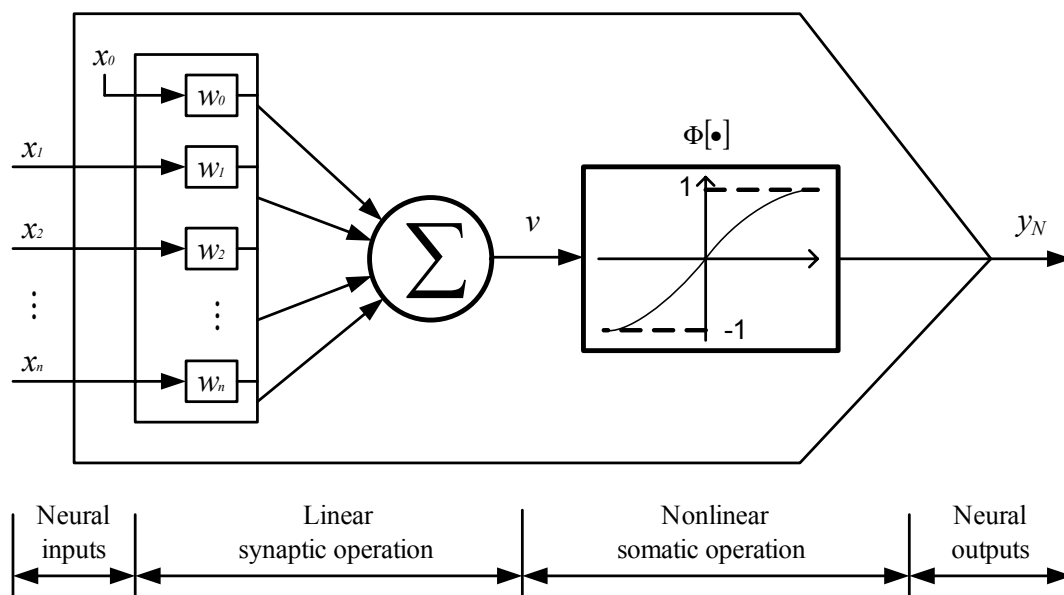 x₀
w₀
Φ[•]
x₁
w₁
1
x₂
w₂
Σ
v
y_N
⋮
⋮
-1
xₙ
wₙ
Neural inputs
Linear synaptic operation
Nonlinear somatic operation
Neural outputs